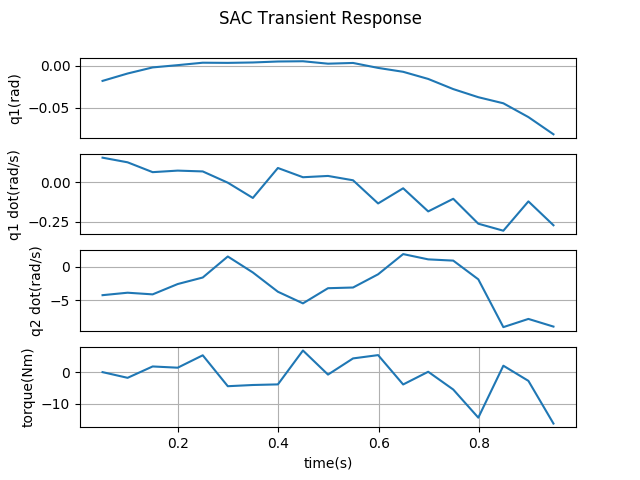 SAC Transient Response
q1(rad)
0.00
−0.05
q1 dot(rad/s)
0.00
−0.25
q2 dot(rad/s)
0
−5
torque(Nm)
0
−10
0.2 0.4 0.6 0.8
time(s)